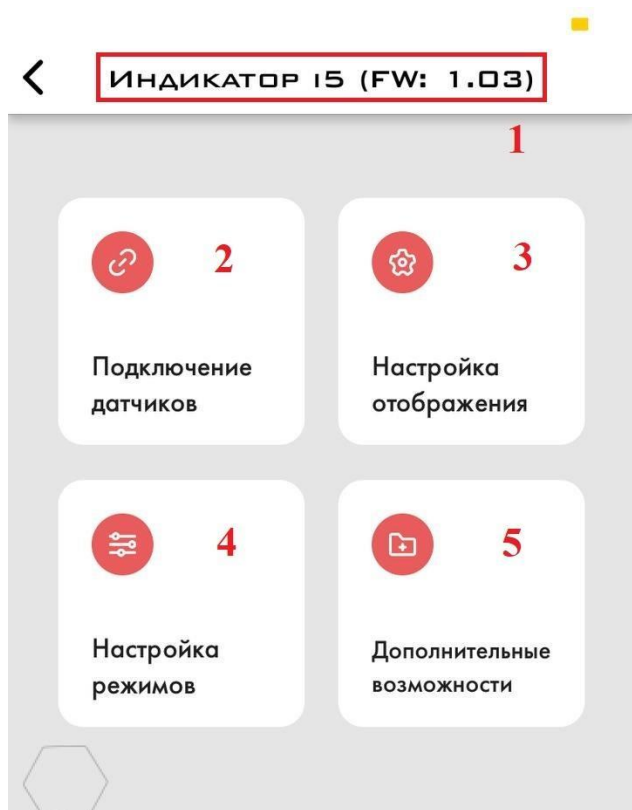 Индикатор i5 (FW: 1.03)
1
2
3
Подключение
датчиков
Настройка
отображения
4
5
Настройка
режимов
Дополнительные
возможности